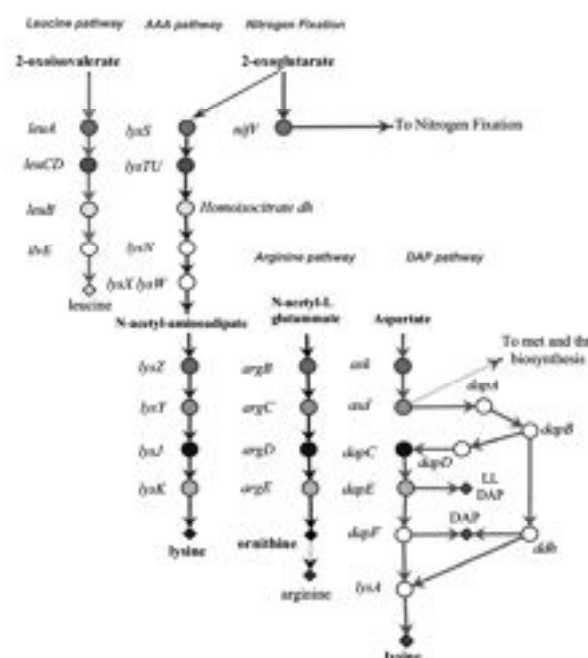 Leucine pathway AAA pathway Nitrogen Fixation
2-oxoisovalerate 2-oxoglutarate
leuA lysS nifV To Nitrogen Fixation
leuCD lysTU
leuB Homoisocitrate dh
ilvE lysN
lysX lysW
leucine
Arginine pathway DAP pathway
N-acetyl-aminoadipate N-acetyl-L glutammate Aspartate
To met and thr
biosynthesis
lysZ argB ask
dapA
lysY argC asd
dapB
lysJ argD dapC dapD
lysK argE dapE LL
DAP
dapF DAP ddh
lysine ornithine
lysA
arginine
lysine